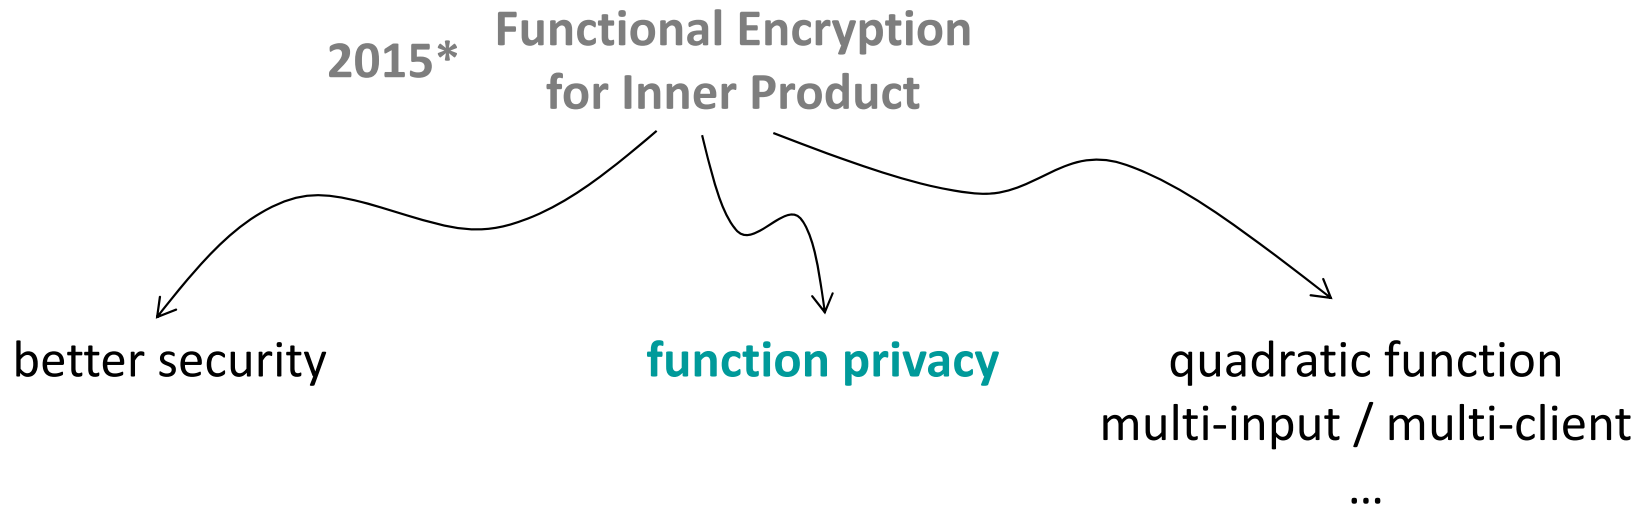 2015*
Functional Encryption
for Inner Product
better security
function privacy
quadratic function
multi-input / multi-client
...